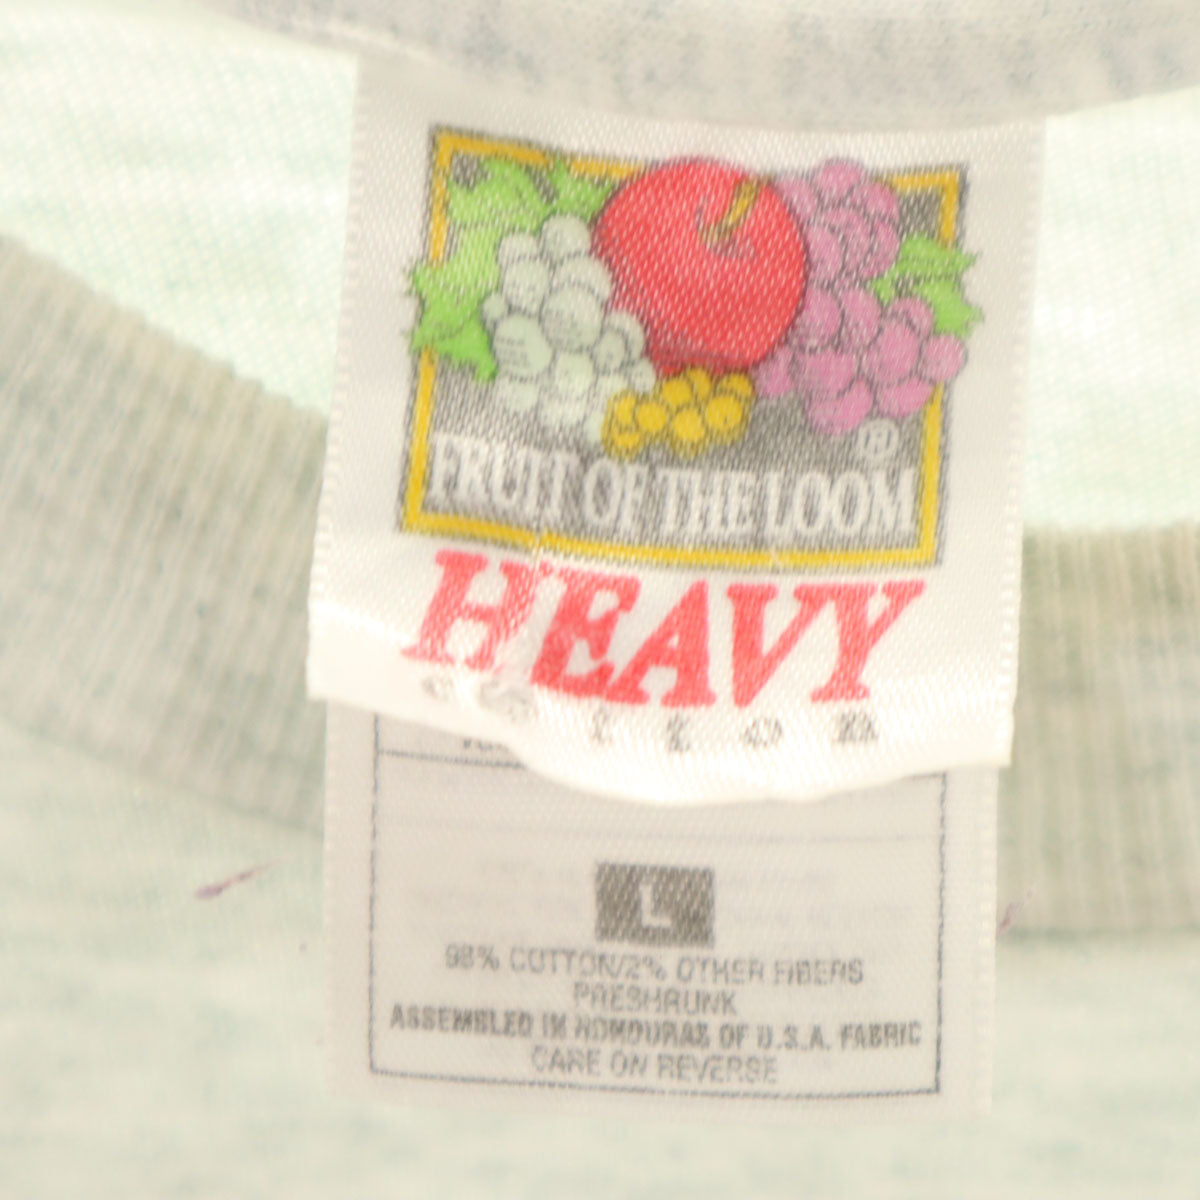 FRUIT OF THE LOOM
®
HEAVY
COTTON
L
98% COTTON/2% OTHER FIBERS
PRESHRUNK
ASSEMBLED IN HONDURAS OF U.S.A. FABRIC
CARE ON REVERSE